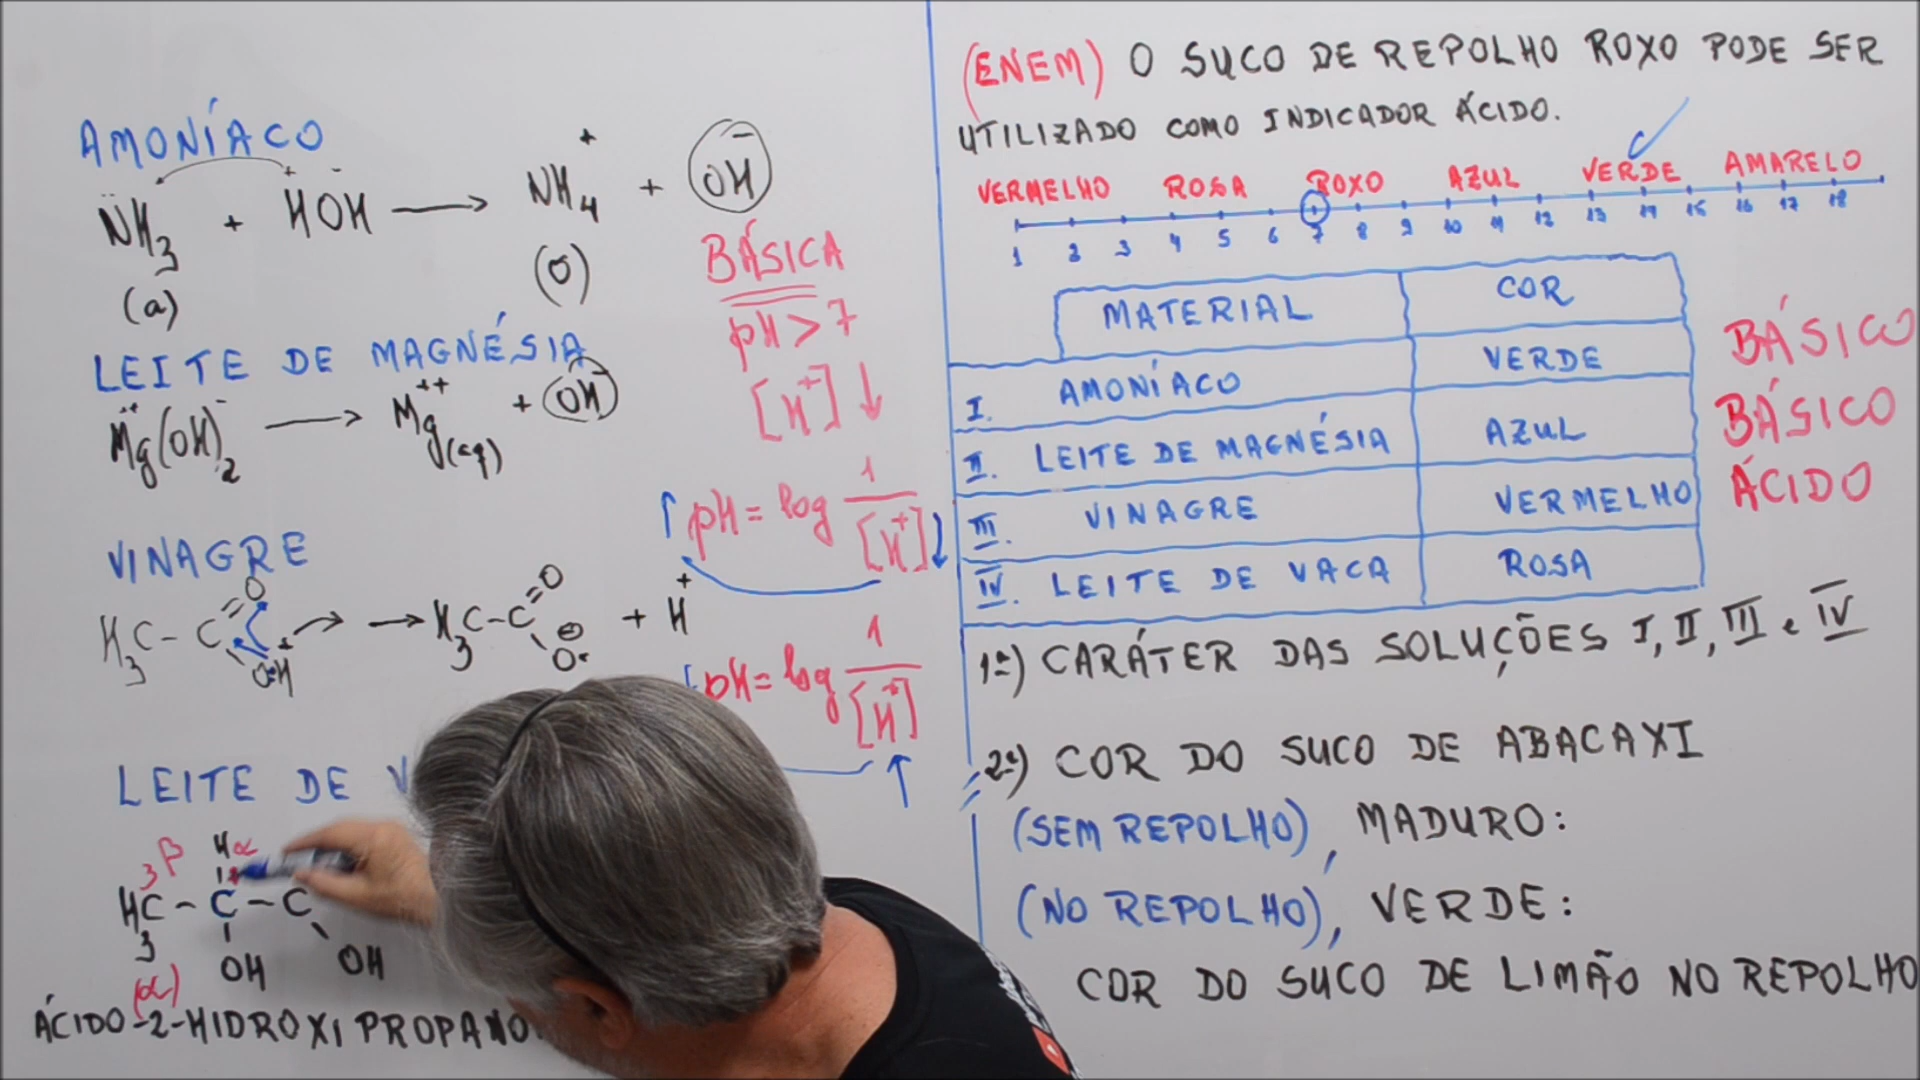 AMONÍACO
N̈H₃ + HOH → NH₄⁺ + OH⁻
(a) (O)
BÁSICA
pH > 7
[H⁺] ↓
LEITE DE MAGNÉSIA
Mg⁺⁺(OH)⁻₂ → Mg⁺⁺(aq) + OH⁻
↑ pH = log 1/[H⁺] ↓
VINAGRE
H₃C - C = O OH → H₃C - C = O O⊖ + H⁺
pH = log 1/[H⁺] ↑
LEITE DE V
3 β H α
H₃C - C - C
OH OH
(α)
ÁCIDO-2-HIDROXIPROPANO
(ENEM) O SUCO DE REPOLHO ROXO PODE SER
UTILIZADO COMO INDICADOR ÁCIDO.
VERMELHO ROSA ROXO AZUL VERDE AMARELO
1 2 3 4 5 6 7 8 9 10 11 12 13 14 15 16 17 18
MATERIAL COR
I. AMONÍACO VERDE BÁSICO
II. LEITE DE MAGNÉSIA AZUL BÁSICO
III. VINAGRE VERMELHO ÁCIDO
IV. LEITE DE VACA ROSA
1º) CARÁTER DAS SOLUÇÕES I, II, III e IV
2º) COR DO SUCO DE ABACAXI
(SEM REPOLHO), MADURO:
(NO REPOLHO), VERDE:
COR DO SUCO DE LIMÃO NO REPOLHO